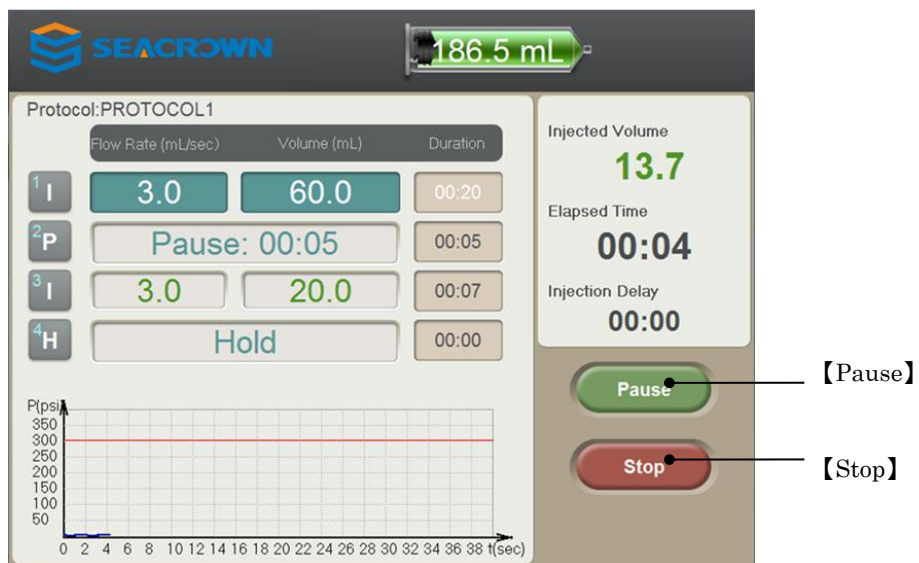 SEACROWN
186.5 mL
Protocol:PROTOCOL1
Flow Rate (mL/sec) Volume (mL) Duration
1 I 3.0 60.0 00:20
2 P Pause: 00:05 00:05
3 I 3.0 20.0 00:07
4 H Hold 00:00
Injected Volume
13.7
Elapsed Time
00:04
Injection Delay
00:00
Pause
【Pause】
Stop
【Stop】
P(psi)
350
300
250
200
150
100
50
0 2 4 6 8 10 12 14 16 18 20 22 24 26 28 30 32 34 36 38 t(sec)